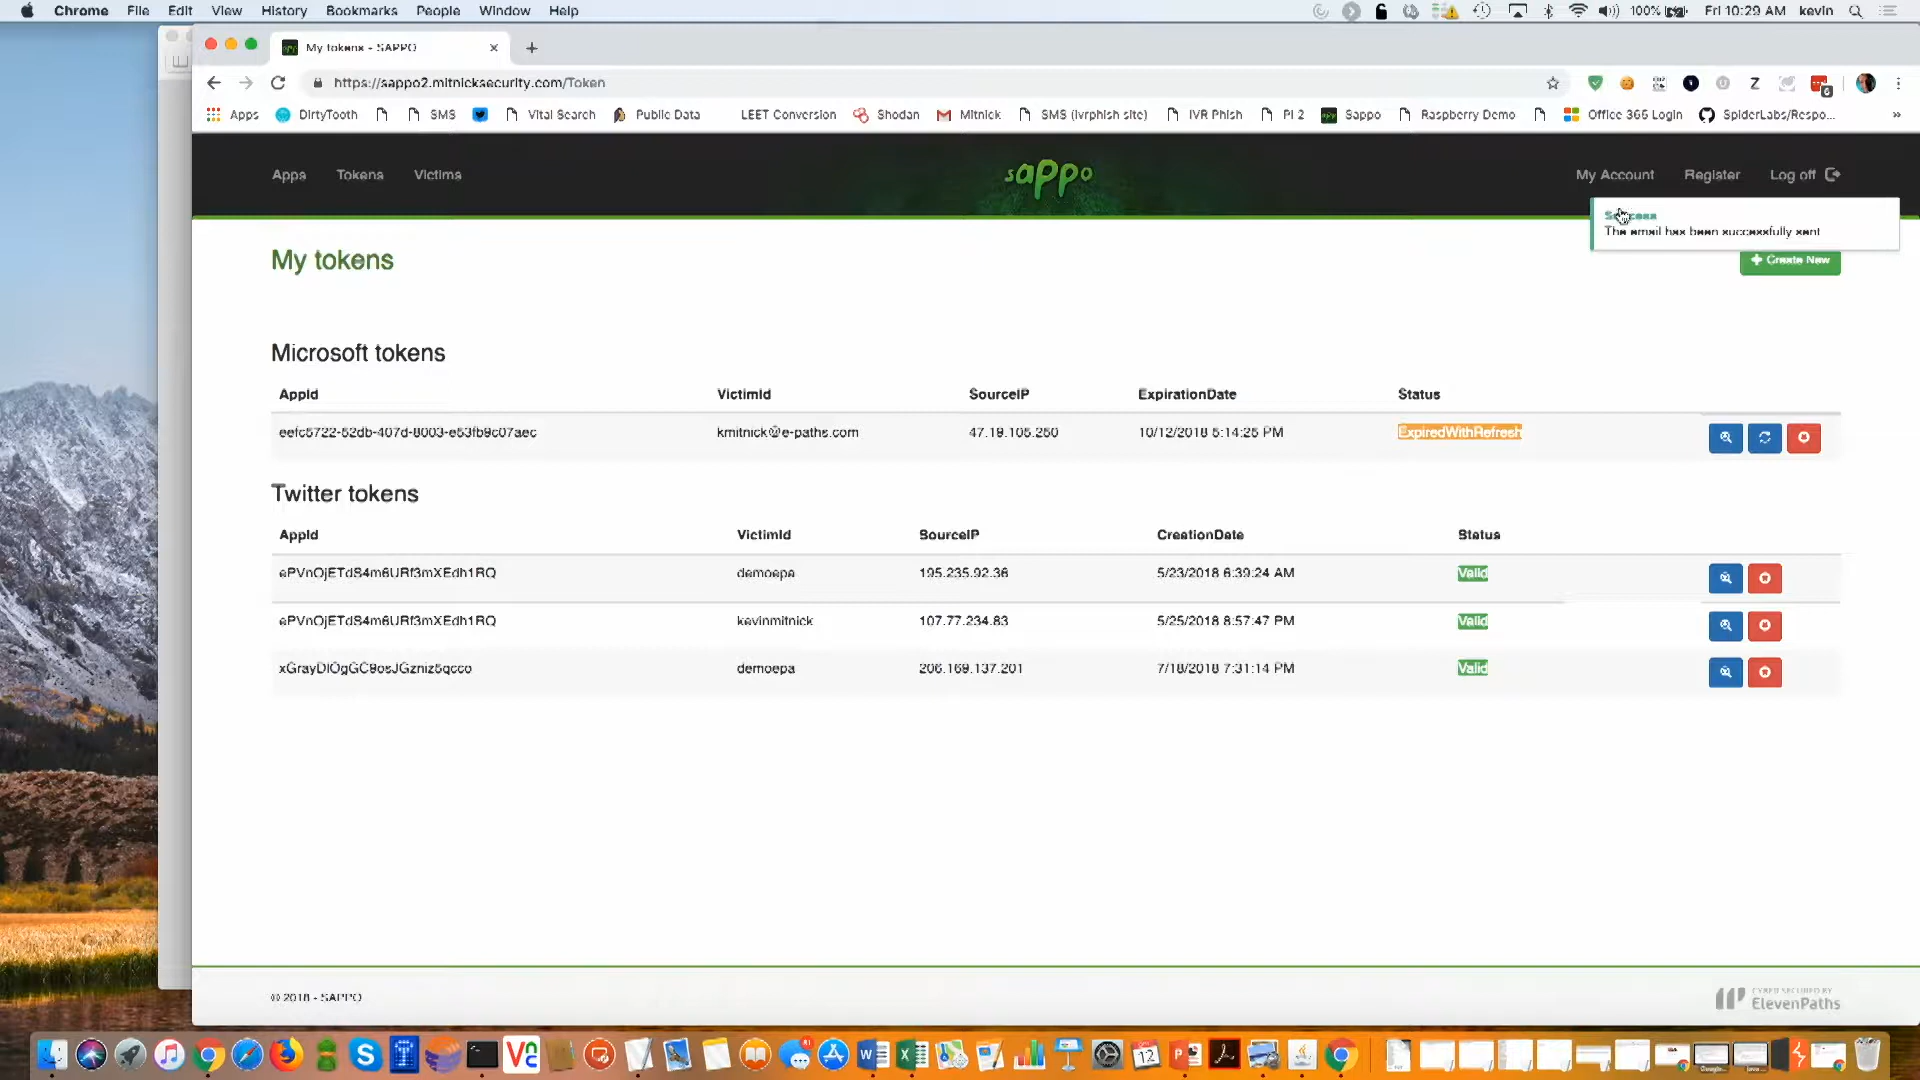 Chrome File Edit View History Bookmarks People Window Help
100% Fri 10:29 AM kevin
My tokens - SAPPO
https://sappo2.mitnicksecurity.com/Token
Apps DirtyTooth SMS Vital Search Public Data LEET Conversion Shodan Mitnick SMS (ivrphish site) IVR Phish PI 2 Sappo Raspberry Demo Office 365 Login SpiderLabs/Respo... »
Apps Tokens Victims
sappo
My Account Register Log off
Success
The email has been successfully sent
My tokens
Create New
Microsoft tokens
AppId VictimId SourceIP ExpirationDate Status
eefc5722-52db-407d-8003-e53fb9c07aec kmitnick@e-paths.com 47.19.105.250 10/12/2018 5:14:25 PM ExpiredWithRefresh
Twitter tokens
AppId VictimId SourceIP CreationDate Status
ePVnOjETdS4m6URf3mXEdh1RQ demoepa 195.235.92.36 5/23/2018 6:39:24 AM Valid
ePVnOjETdS4m6URf3mXEdh1RQ kevinmitnick 107.77.234.83 5/25/2018 8:57:47 PM Valid
xGrayDlOgGC9osJGzniz5qcco demoepa 206.169.137.201 7/18/2018 7:31:14 PM Valid
© 2018 - SAPPO
CYBER SECURITY BY
ElevenPaths